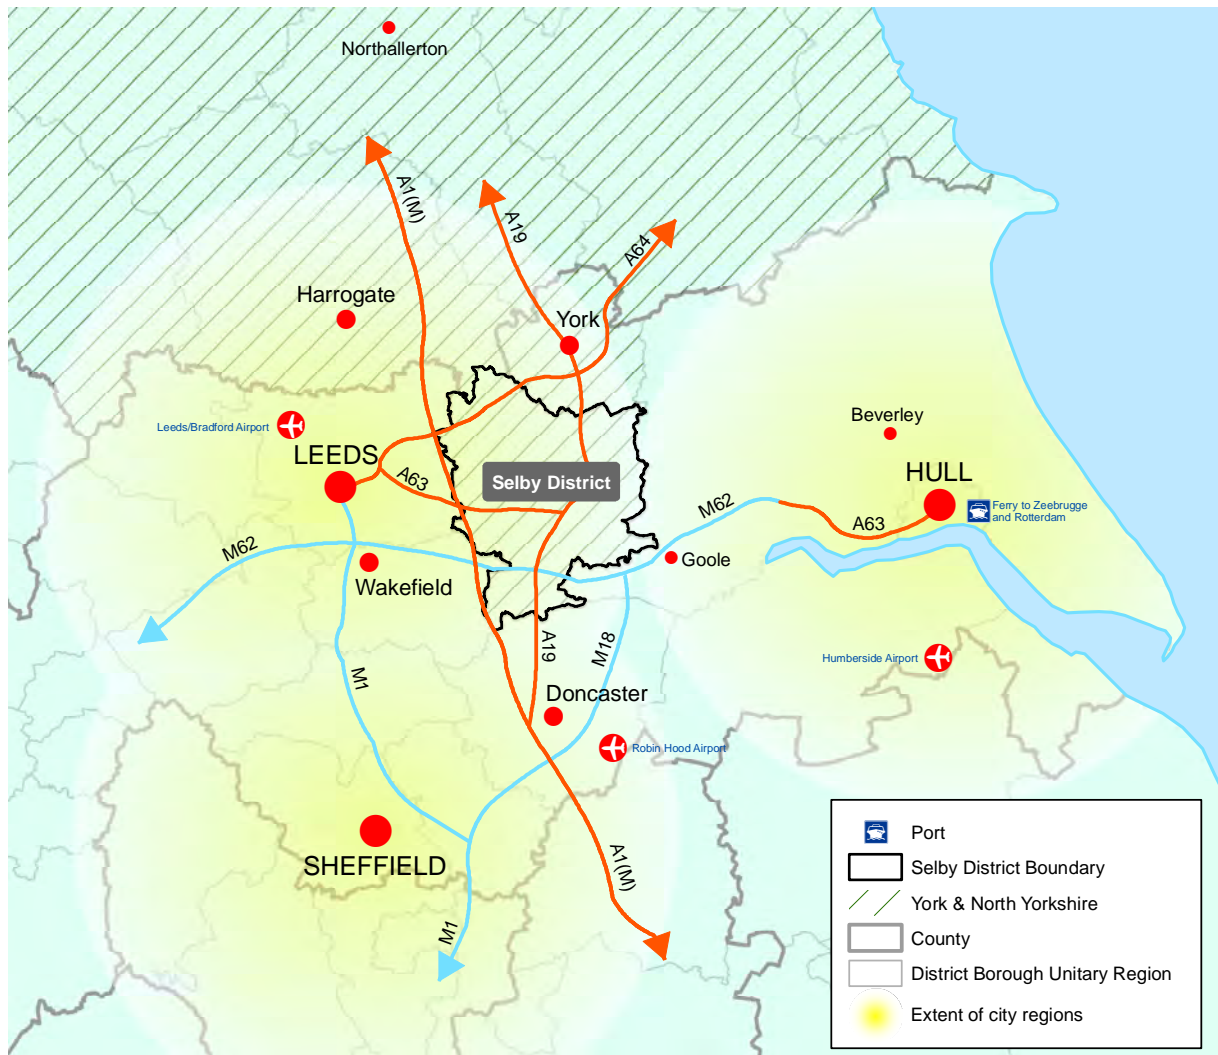 Northallerton
A1(M)
A19
A64
Harrogate
York
Leeds/Bradford Airport
LEEDS
A63
Selby District
Beverley
HULL
Ferry to Zeebrugge
and Rotterdam
M62
A63
M62
Wakefield
Goole
A19
M18
M1
Humberside Airport
Doncaster
Robin Hood Airport
SHEFFIELD
A1(M)
M1
Port
Selby District Boundary
York & North Yorkshire
County
District Borough Unitary Region
Extent of city regions